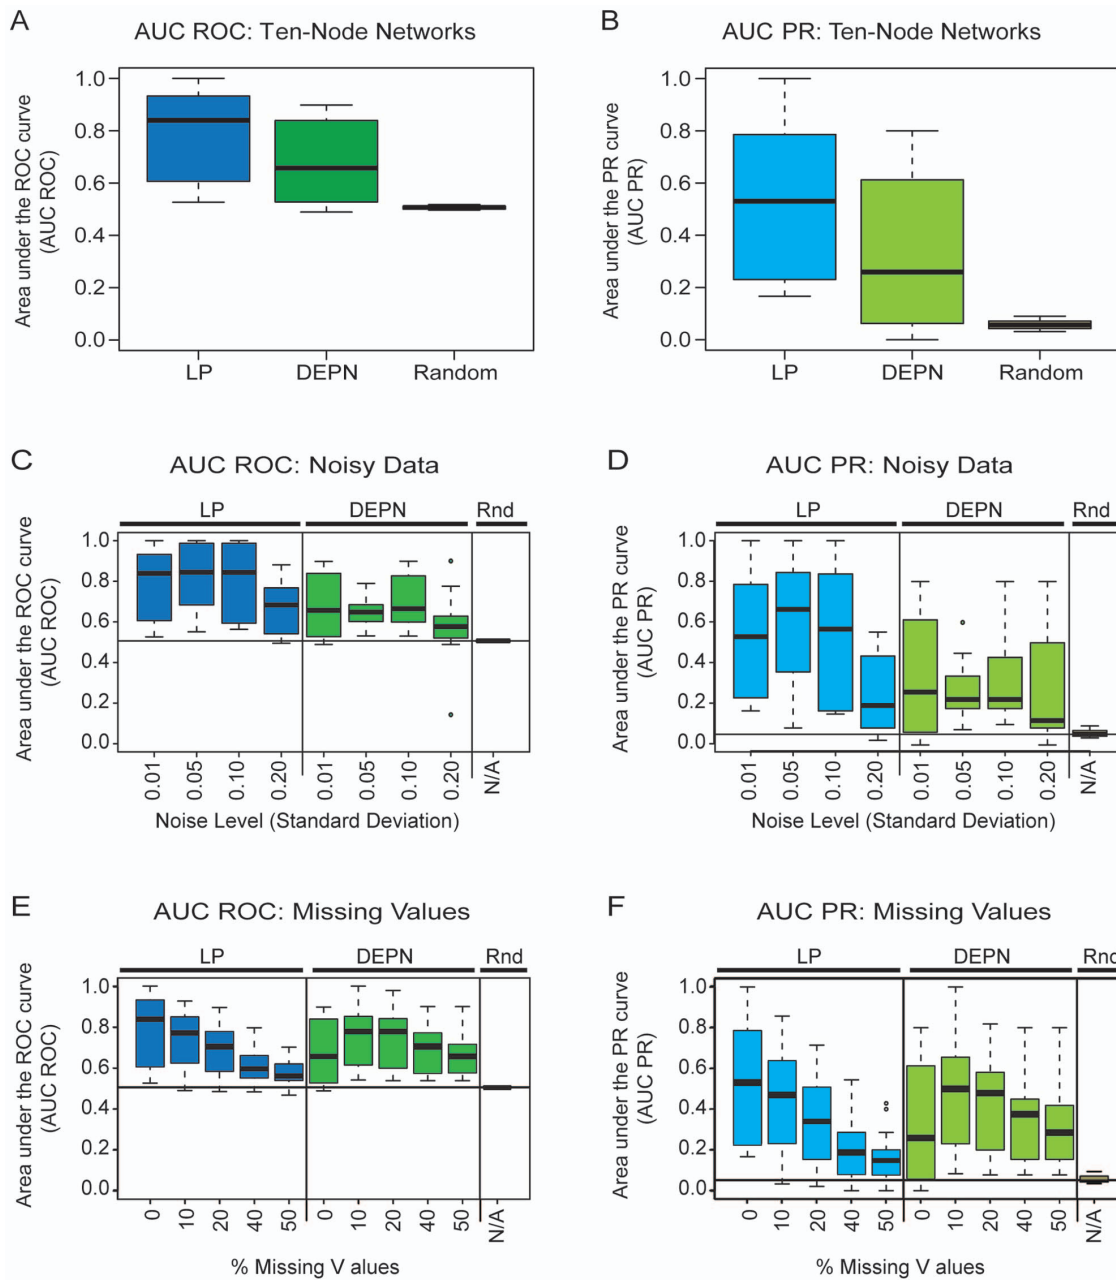 A
AUC ROC: Ten-Node Networks
Area under the ROC curve
(AUC ROC)
1.0
0.8
0.6
0.4
0.2
0.0
LP DEPN Random
B
AUC PR: Ten-Node Networks
Area under the PR curve
(AUC PR)
1.0
0.8
0.6
0.4
0.2
0.0
LP DEPN Random
C
AUC ROC: Noisy Data
LP DEPN Rnd
Area under the ROC curve
(AUC ROC)
1.0
0.8
0.6
0.4
0.2
0.0
0.01 0.05 0.10 0.20 0.01 0.05 0.10 0.20 N/A
Noise Level (Standard Deviation)
D
AUC PR: Noisy Data
LP DEPN Rnd
Area under the PR curve
(AUC PR)
1.0
0.8
0.6
0.4
0.2
0.0
0.01 0.05 0.10 0.20 0.01 0.05 0.10 0.20 N/A
Noise Level (Standard Deviation)
E
AUC ROC: Missing Values
LP DEPN Rnd
Area under the ROC curve
(AUC ROC)
1.0
0.8
0.6
0.4
0.2
0.0
0 10 20 40 50 0 10 20 40 50 N/A
% Missing V alues
F
AUC PR: Missing Values
LP DEPN Rnd
Area under the PR curve
(AUC PR)
1.0
0.8
0.6
0.4
0.2
0.0
0 10 20 40 50 0 10 20 40 50 N/A
% Missing V alues